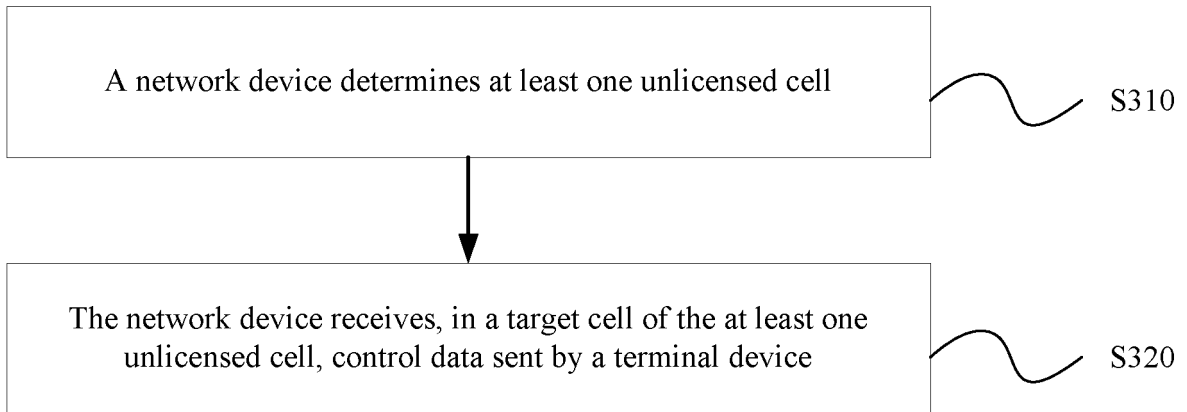 A network device determines at least one unlicensed cell
S310
The network device receives, in a target cell of the at least one
unlicensed cell, control data sent by a terminal device
S320